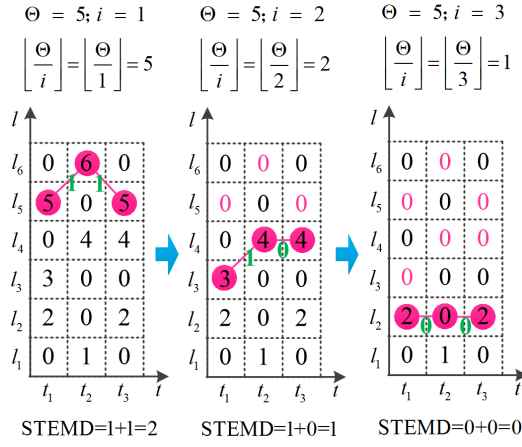 Θ = 5; i = 1
⌊Θ/i⌋=⌊Θ/1⌋=5
l
l6 0 6 0
1 1
l5 5 0 5
l4 0 4 4
l3 3 0 0
l2 2 0 2
l1 0 1 0
t1 t2 t3 t
STEMD=1+1=2
Θ = 5; i = 2
⌊Θ/i⌋=⌊Θ/2⌋=2
l
l6 0 0 0
l5 0 0 0
l4 0 4 4
1 0
l3 3 0 0
l2 2 0 2
l1 0 1 0
t1 t2 t3 t
STEMD=1+0=1
Θ = 5; i = 3
⌊Θ/i⌋=⌊Θ/3⌋=1
l
l6 0 0 0
l5 0 0 0
l4 0 0 0
l3 0 0 0
l2 2 0 2
0 0
l1 0 1 0
t1 t2 t3 t
STEMD=0+0=0